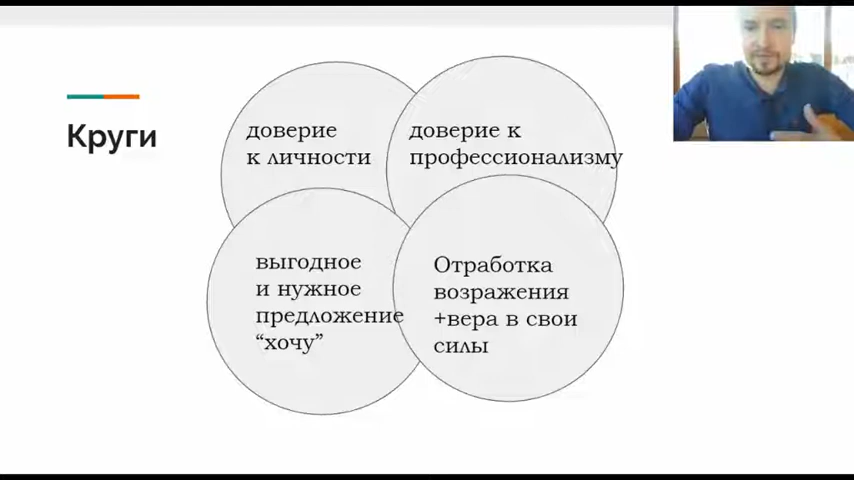 Круги
доверие
к личности
доверие к
профессионализму
выгодное
и нужное
предложение
“хочу”
Отработка
возражения
+вера в свои
силы